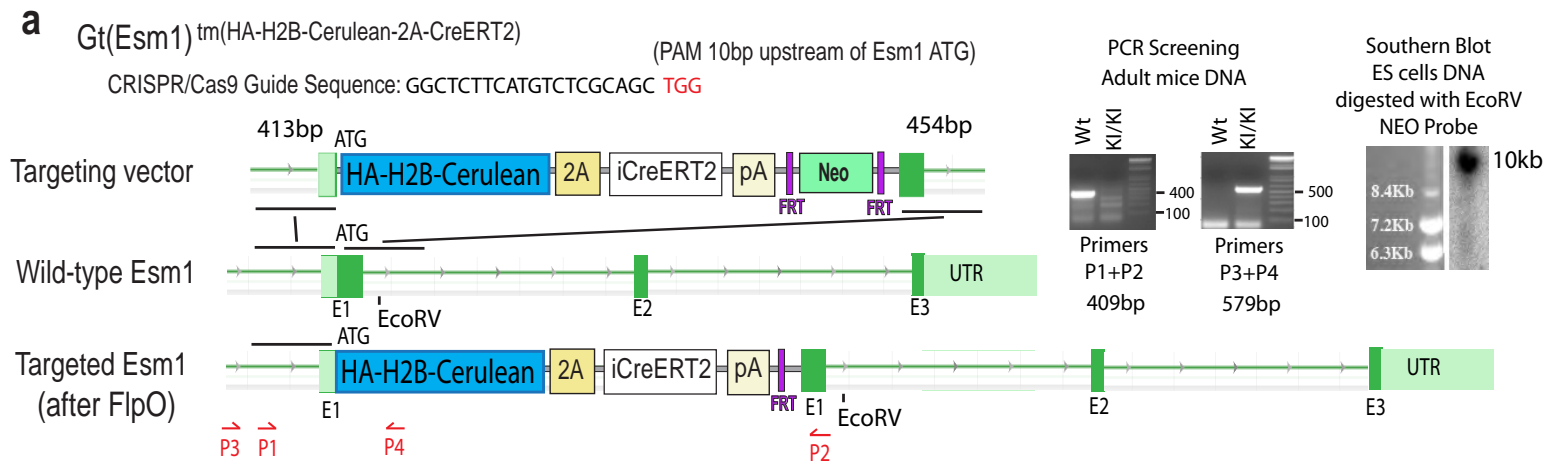 a
Gt(Esm1) tm(HA-H2B-Cerulean-2A-CreERT2)
(PAM 10bp upstream of Esm1 ATG)
CRISPR/Cas9 Guide Sequence: GGCTCTTCATGTCTCGCAGC TGG
413bp
ATG
454bp
Targeting vector
HA-H2B-Cerulean
2A
iCreERT2
pA
Neo
FRT
FRT
ATG
Wild-type Esm1
UTR
E1
EcoRV
E2
E3
ATG
Targeted Esm1
(after FlpO)
HA-H2B-Cerulean
2A
iCreERT2
pA
UTR
E1
FRT
E1
EcoRV
E2
E3
P3
P1
P4
P2
PCR Screening
Adult mice DNA
Wt
KI/KI
400
100
Primers
P1+P2
409bp
Wt
KI/KI
500
100
Primers
P3+P4
579bp
Southern Blot
ES cells DNA
digested with EcoRV
NEO Probe
10kb
8.4Kb
7.2Kb
6.3Kb